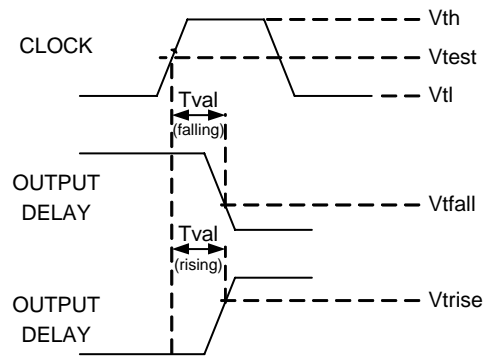 Vth
CLOCK
Vtest
Vtl
Tval
(falling)
OUTPUT
DELAY
Vtfall
Tval
(rising)
OUTPUT
DELAY
Vtrise